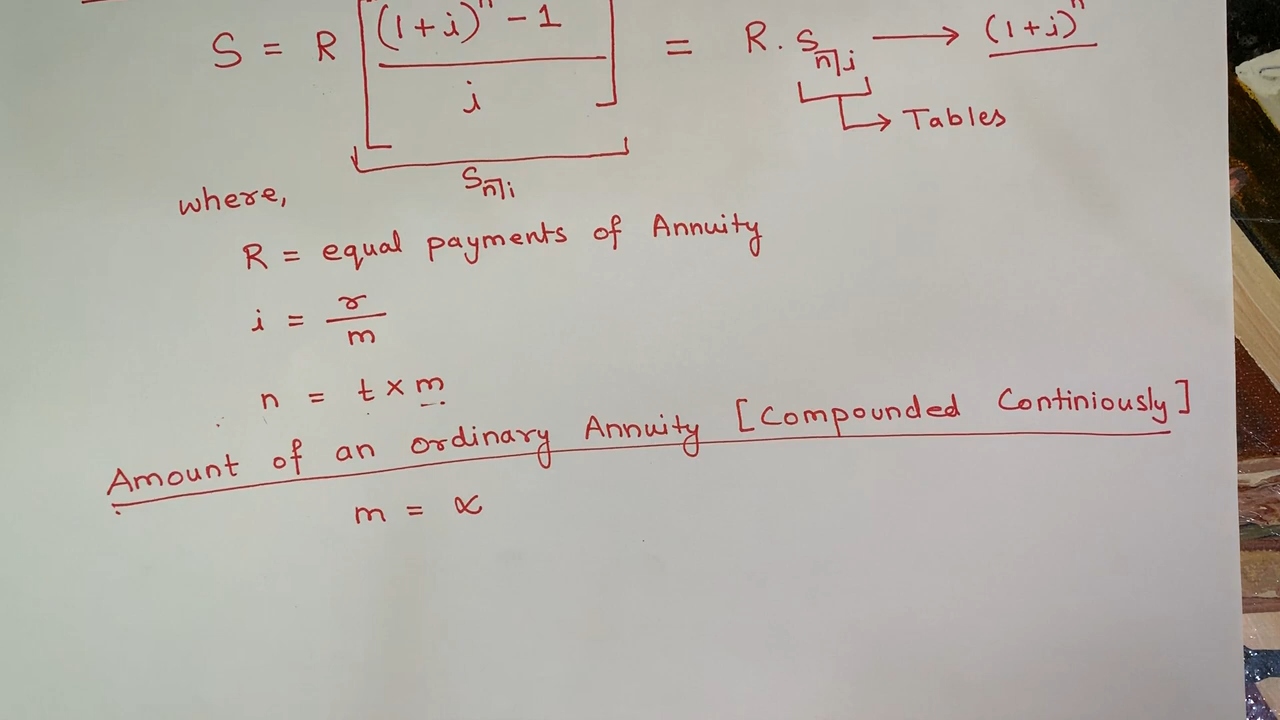 S = R [ (1+i)^n - 1 / i ] = R . S n̅|i ⟶ (1+i)^n
→ Tables
S n̅|i
where,
R = equal payments of Annuity
i = r / m
n = t × m
Amount of an ordinary Annuity [Compounded Continiously]
m = ∝